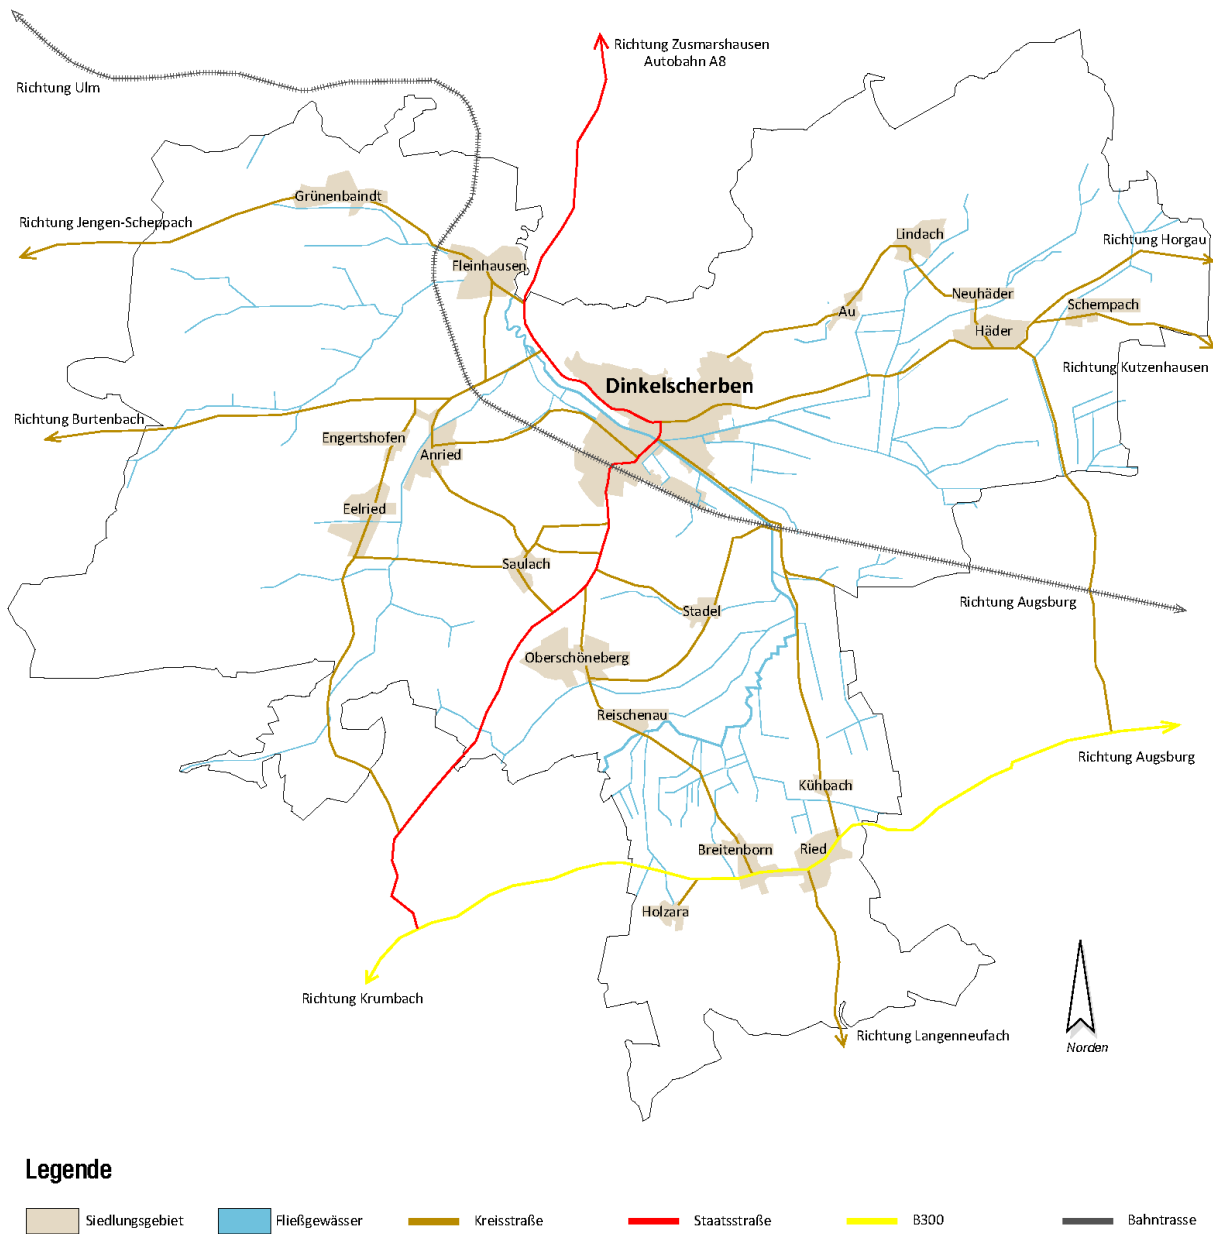 Richtung Zusmarshausen
Autobahn A8
Richtung Ulm
Grünenbaindt
Richtung Jengen-Scheppach
Lindach
Richtung Horgau
Fleinhausen
Neuhäder
Schempach
Au
Häder
Richtung Kutzenhausen
Dinkelscherben
Richtung Burtenbach
Engertshofen
Anried
Eelried
Saulach
Richtung Augsburg
Stadel
Oberschöneberg
Reischenau
Richtung Augsburg
Kühbach
Breitenborn
Ried
Holzara
Richtung Krumbach
Richtung Langenneufach
Norden
Legende
Siedlungsgebiet
Fließgewässer
Kreisstraße
Staatsstraße
B300
Bahntrasse